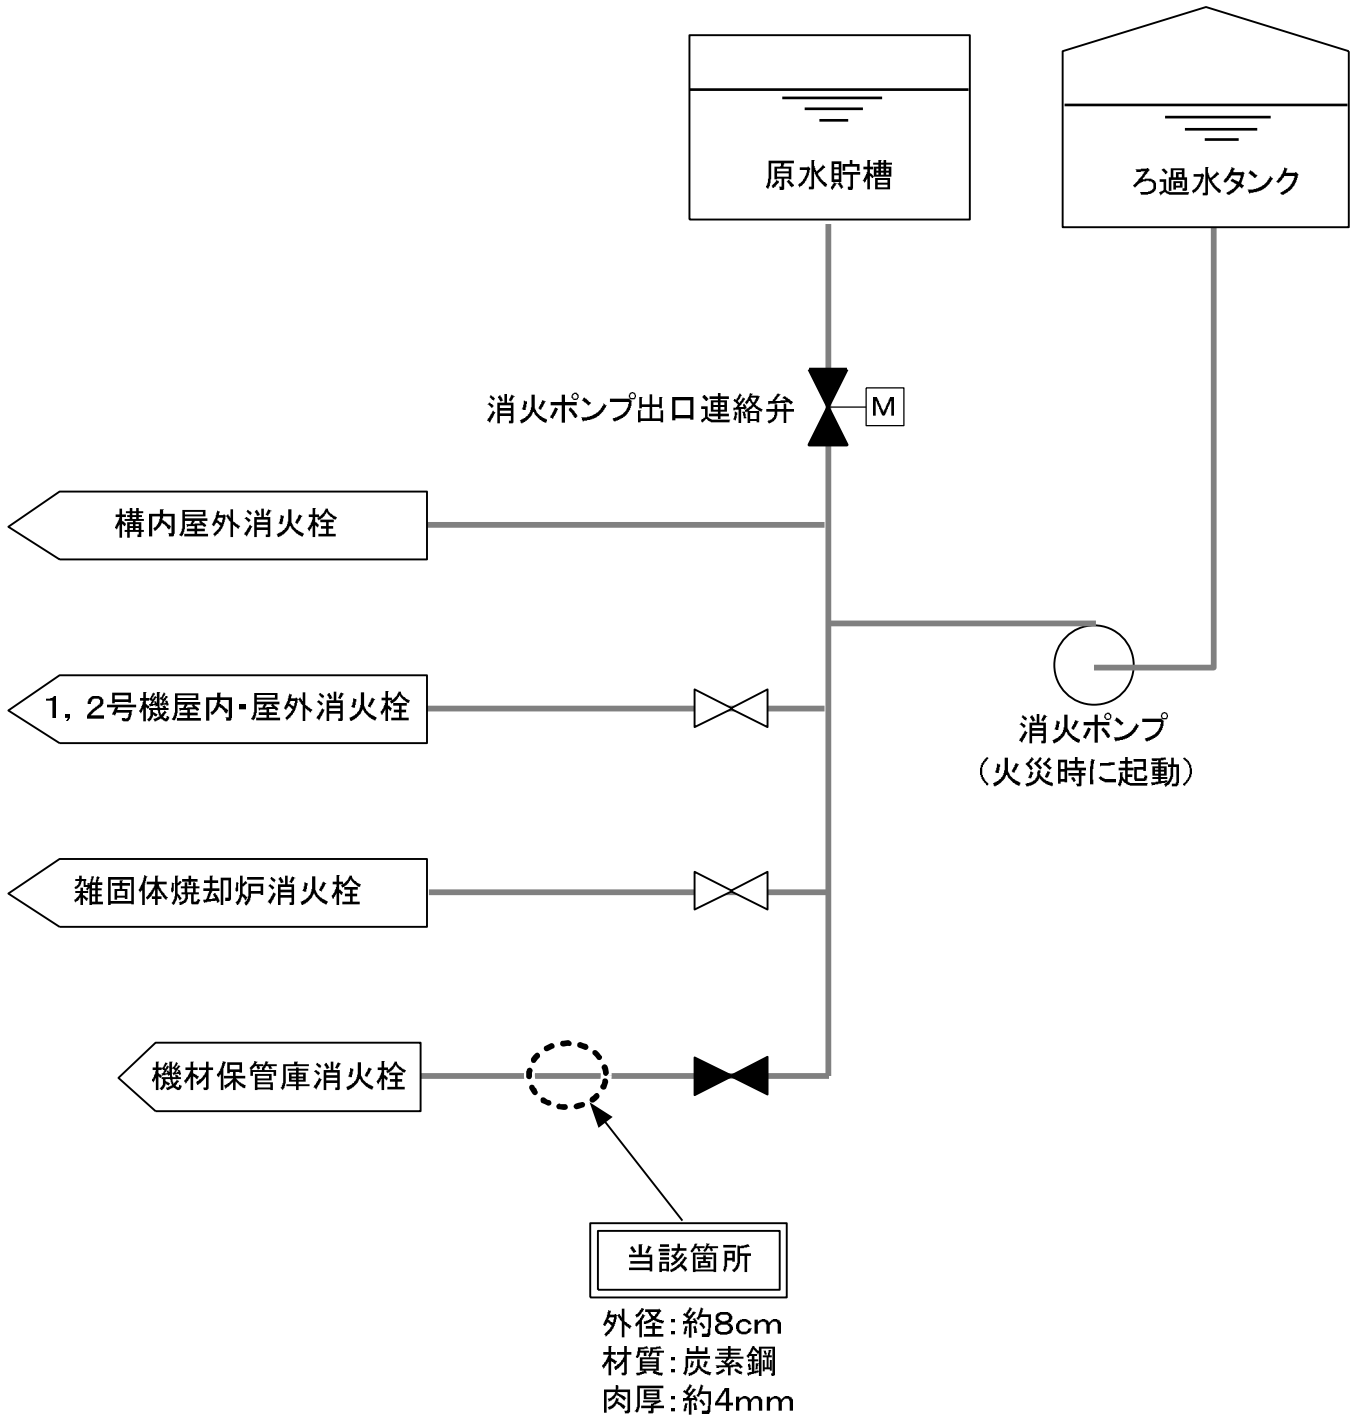 原水貯槽
ろ過水タンク
消火ポンプ出口連絡弁
M
構内屋外消火栓
1，2号機屋内・屋外消火栓
消火ポンプ
（火災時に起動）
雑固体焼却炉消火栓
機材保管庫消火栓
当該箇所
外径：約8cm
材質：炭素鋼
肉厚：約4mm